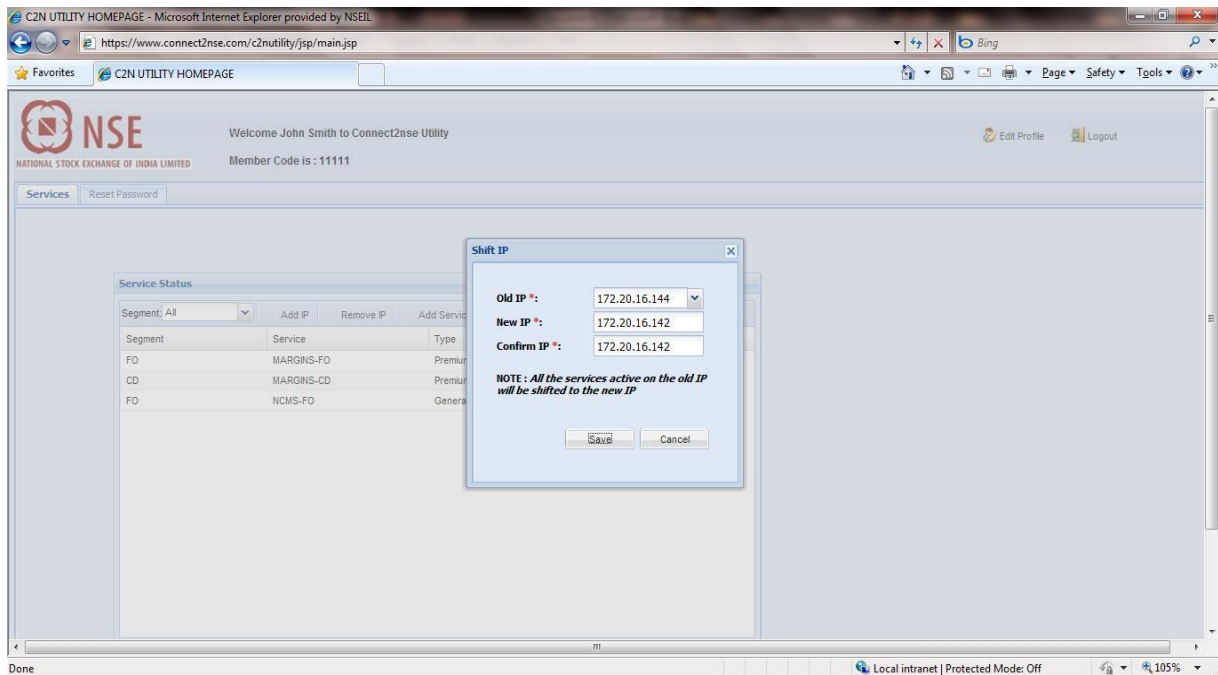 C2N UTILITY HOMEPAGE - Microsoft Internet Explorer provided by NSEIL
https://www.connect2nse.com/c2nutility/jsp/main.jsp
Bing
Favorites C2N UTILITY HOMEPAGE Page Safety Tools
NSE
NATIONAL STOCK EXCHANGE OF INDIA LIMITED
Welcome John Smith to Connect2nse Utility
Member Code is : 11111
Edit Profile Logout
Services Reset Password
Service Status
Segment: All Add IP Remove IP Add Servic
Segment Service Type
FO MARGINS-FO Premiur
CD MARGINS-CD Premiur
FO NCMS-FO Genera
Shift IP
Old IP *: 172.20.16.144
New IP *: 172.20.16.142
Confirm IP *: 172.20.16.142
NOTE : All the services active on the old IP
will be shifted to the new IP
Save Cancel
Done Local intranet | Protected Mode: Off 105%